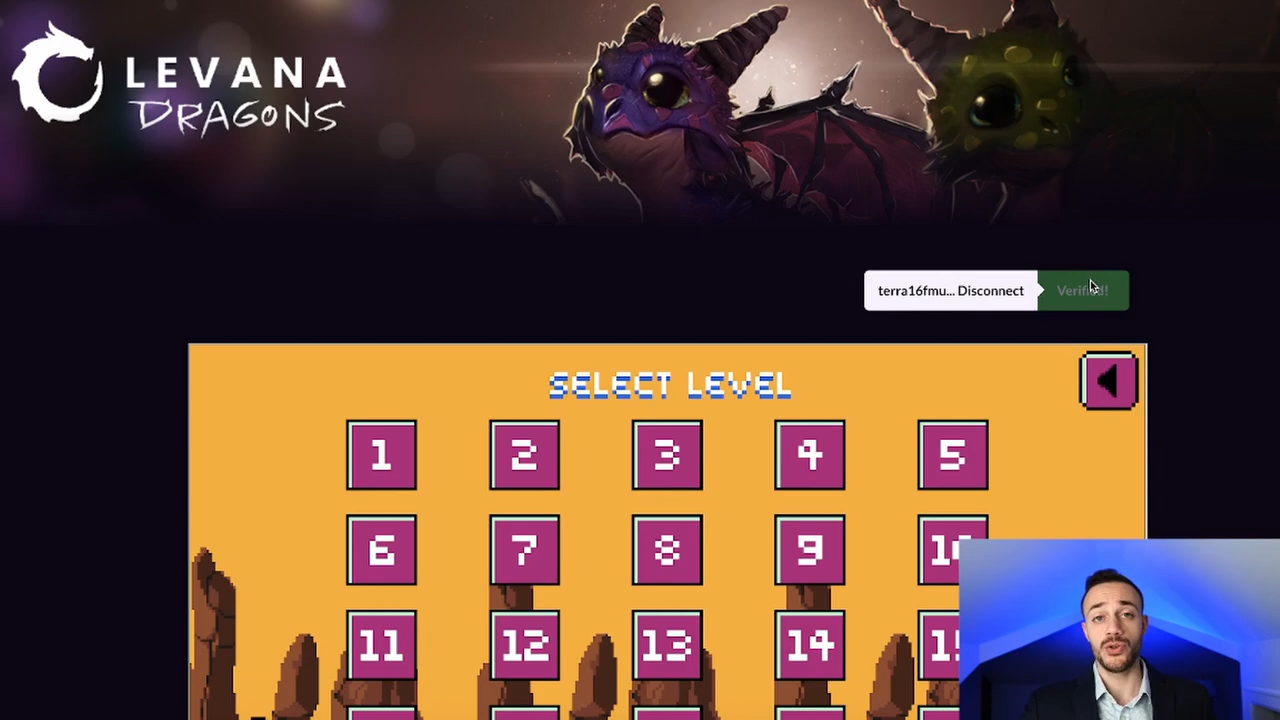 LEVANA
DRAGONS
terra16fmu... Disconnect
Verified!
SELECT LEVEL
1 2 3 4 5
6 7 8 9
11 12 13 14